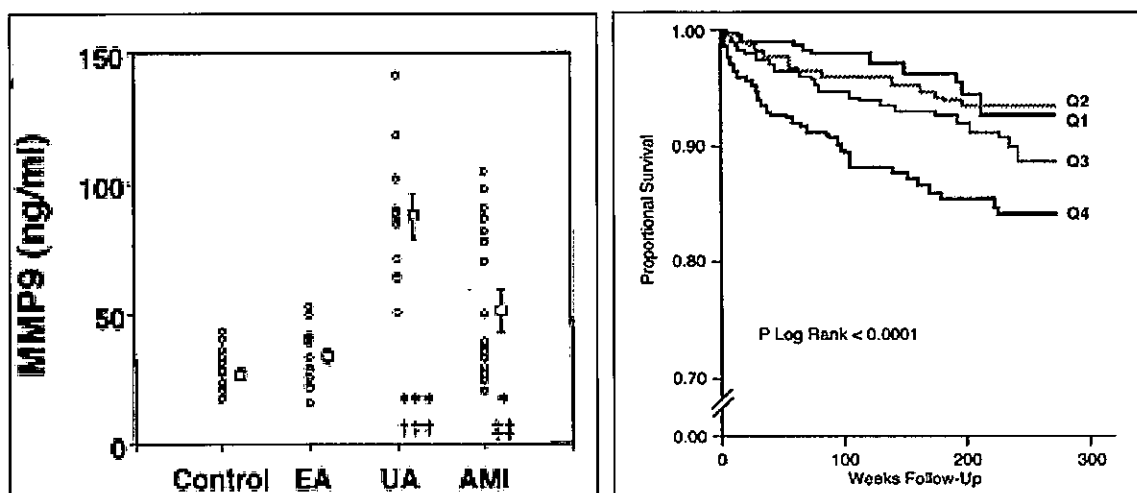 MMP9 (ng/ml)
150
100
50
0
Control EA UA AMI
***
*
Proportional Survival
1.00
0.90
0.80
0.70
0.00
Q2
Q1
Q3
Q4
P Log Rank < 0.0001
0 100 200 300
Weeks Follow-Up